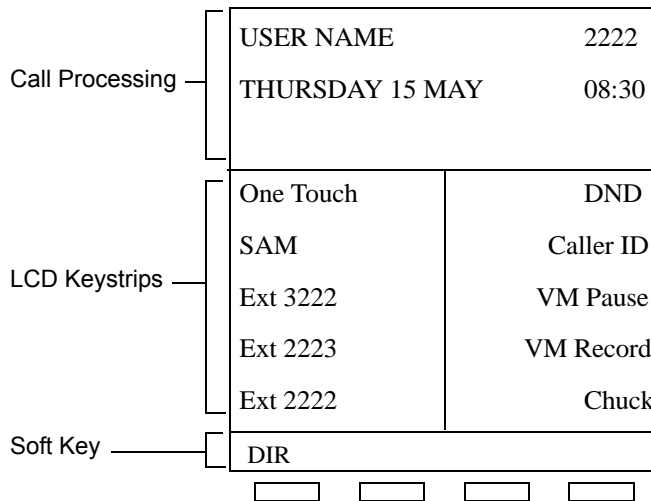 Call Processing
USER NAME 2222
THURSDAY 15 MAY 08:30
LCD Keystrips
One Touch DND
SAM Caller ID
Ext 3222 VM Pause
Ext 2223 VM Record
Ext 2222 Chuck
Soft Key
DIR